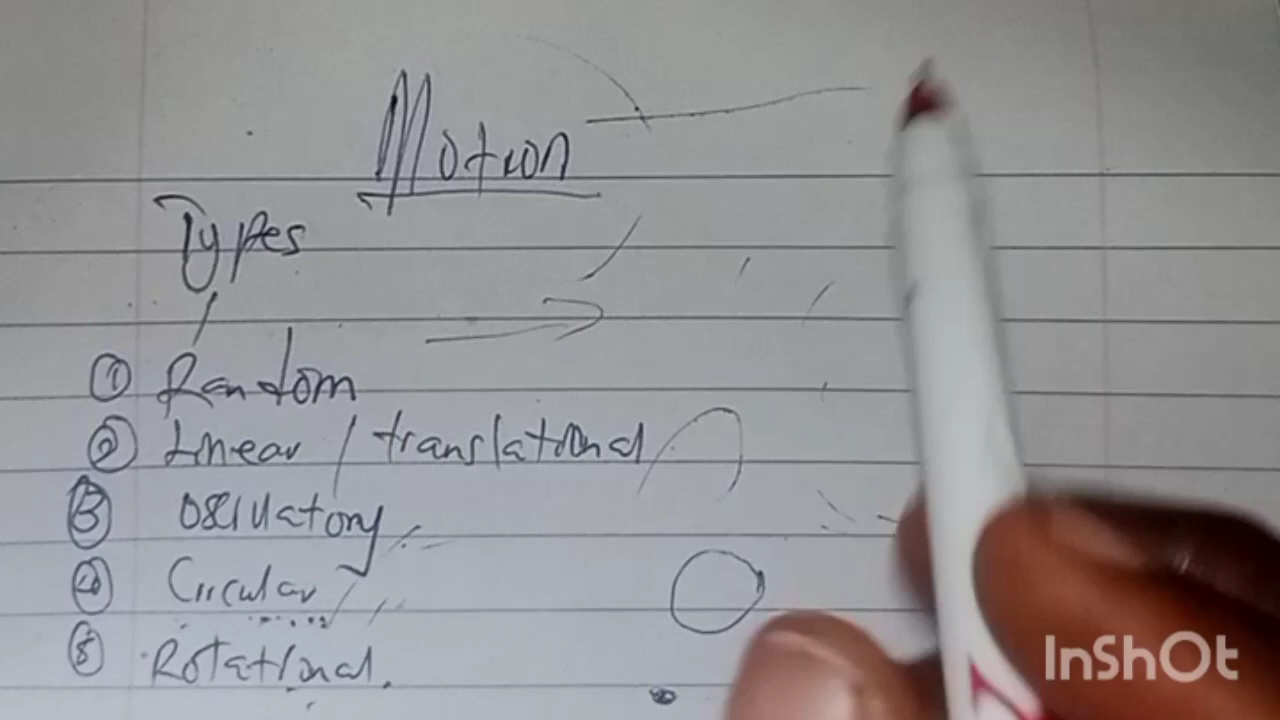 Motion
Types
① Random
② Linear / translational
③ Oscillatory
④ Circular
⑤ Rotational.
InShOt